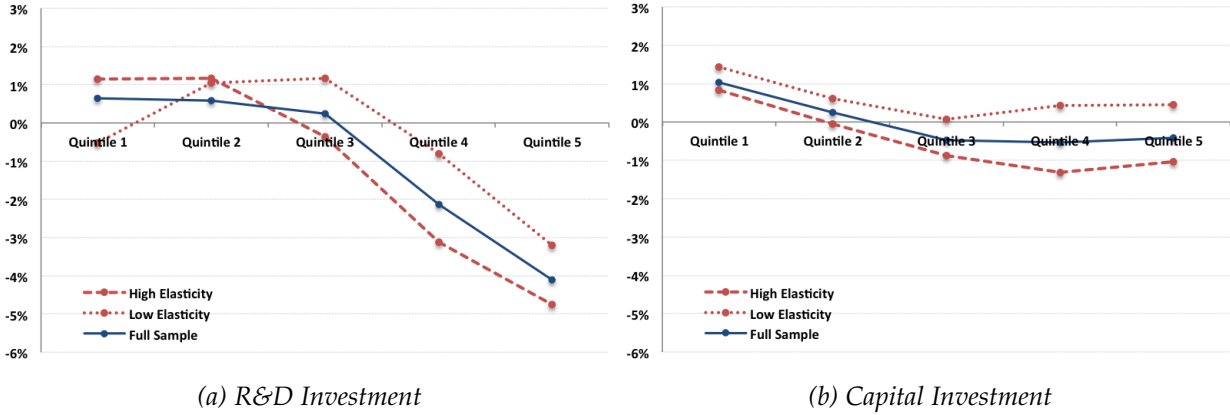 3%
2%
1%
0%
-1%
-2%
-3%
-4%
-5%
-6%
Quintile 1 Quintile 2 Quintile 3 Quintile 4 Quintile 5
High Elasticity
Low Elasticity
Full Sample
(a) R&D Investment
3%
2%
1%
0%
-1%
-2%
-3%
-4%
-5%
-6%
Quintile 1 Quintile 2 Quintile 3 Quintile 4 Quintile 5
High Elasticity
Low Elasticity
Full Sample
(b) Capital Investment